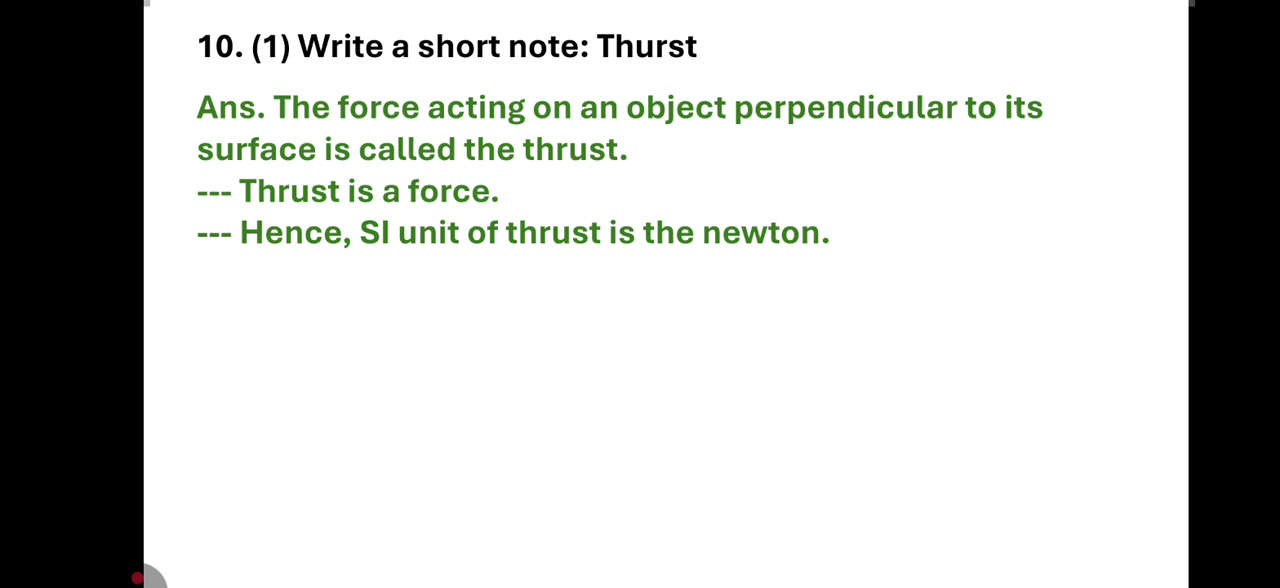 10. (1) Write a short note: Thurst
Ans. The force acting on an object perpendicular to its
surface is called the thrust.
--- Thrust is a force.
--- Hence, SI unit of thrust is the newton.